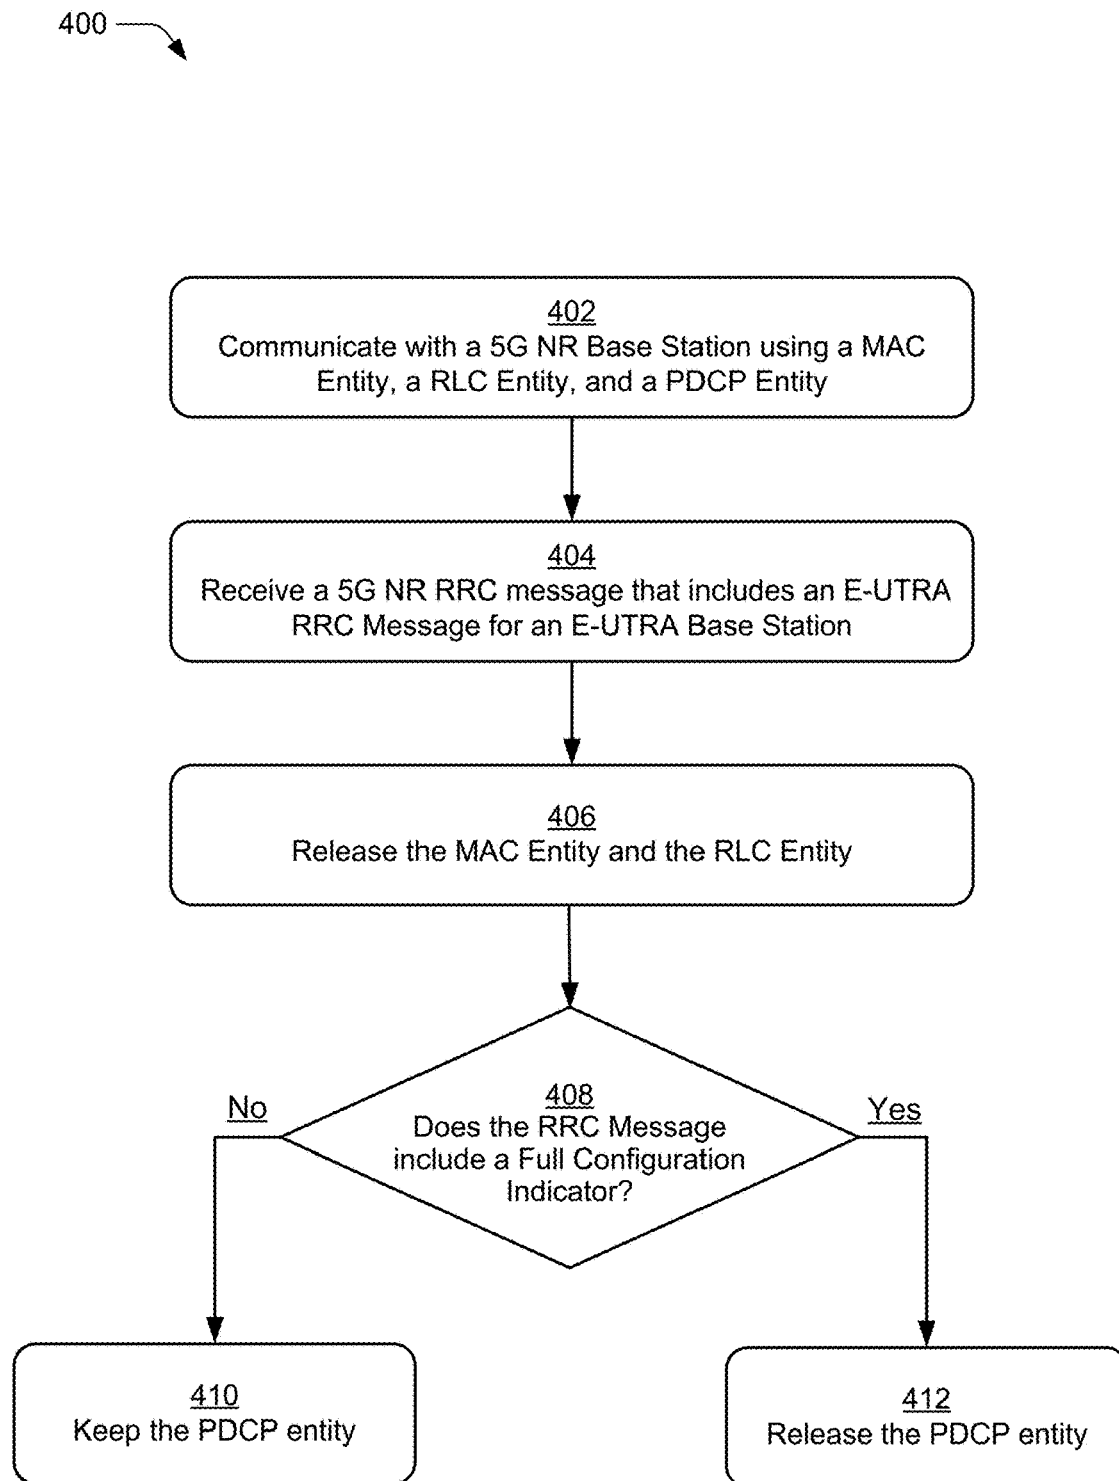 400
402
Communicate with a 5G NR Base Station using a MAC
Entity, a RLC Entity, and a PDCP Entity
404
Receive a 5G NR RRC message that includes an E-UTRA
RRC Message for an E-UTRA Base Station
406
Release the MAC Entity and the RLC Entity
408
Does the RRC Message
include a Full Configuration
Indicator?
No
Yes
410
Keep the PDCP entity
412
Release the PDCP entity